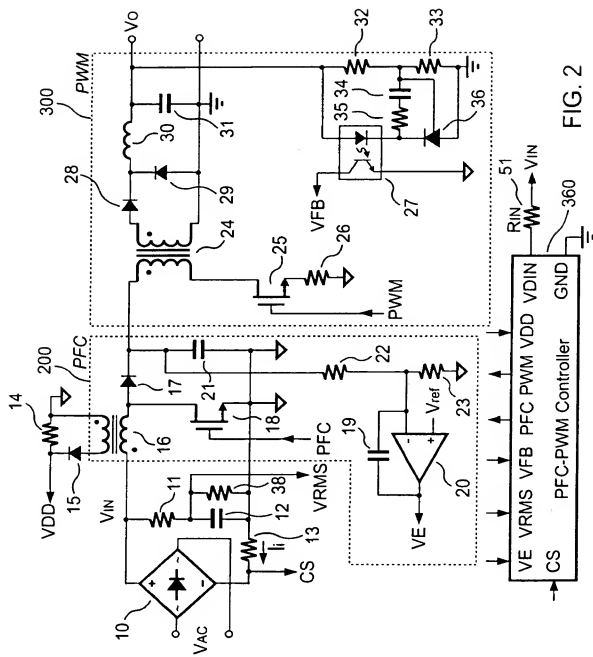 300
PWM
28
30
Vo
31
29
24
25
26
PWM
32
33
34
35
36
27
VFB
200
PFC
14
15
VDD
16
17
18
PFC
21
22
23
19
20
Vref
VE
VIN
11
12
38
VRMS
13
Ii
CS
10
VAC
RIN
51
VIN
360
VE VRMS VFB PFC PWM VDD VDIN
CS PFC-PWM Controller GND
FIG. 2